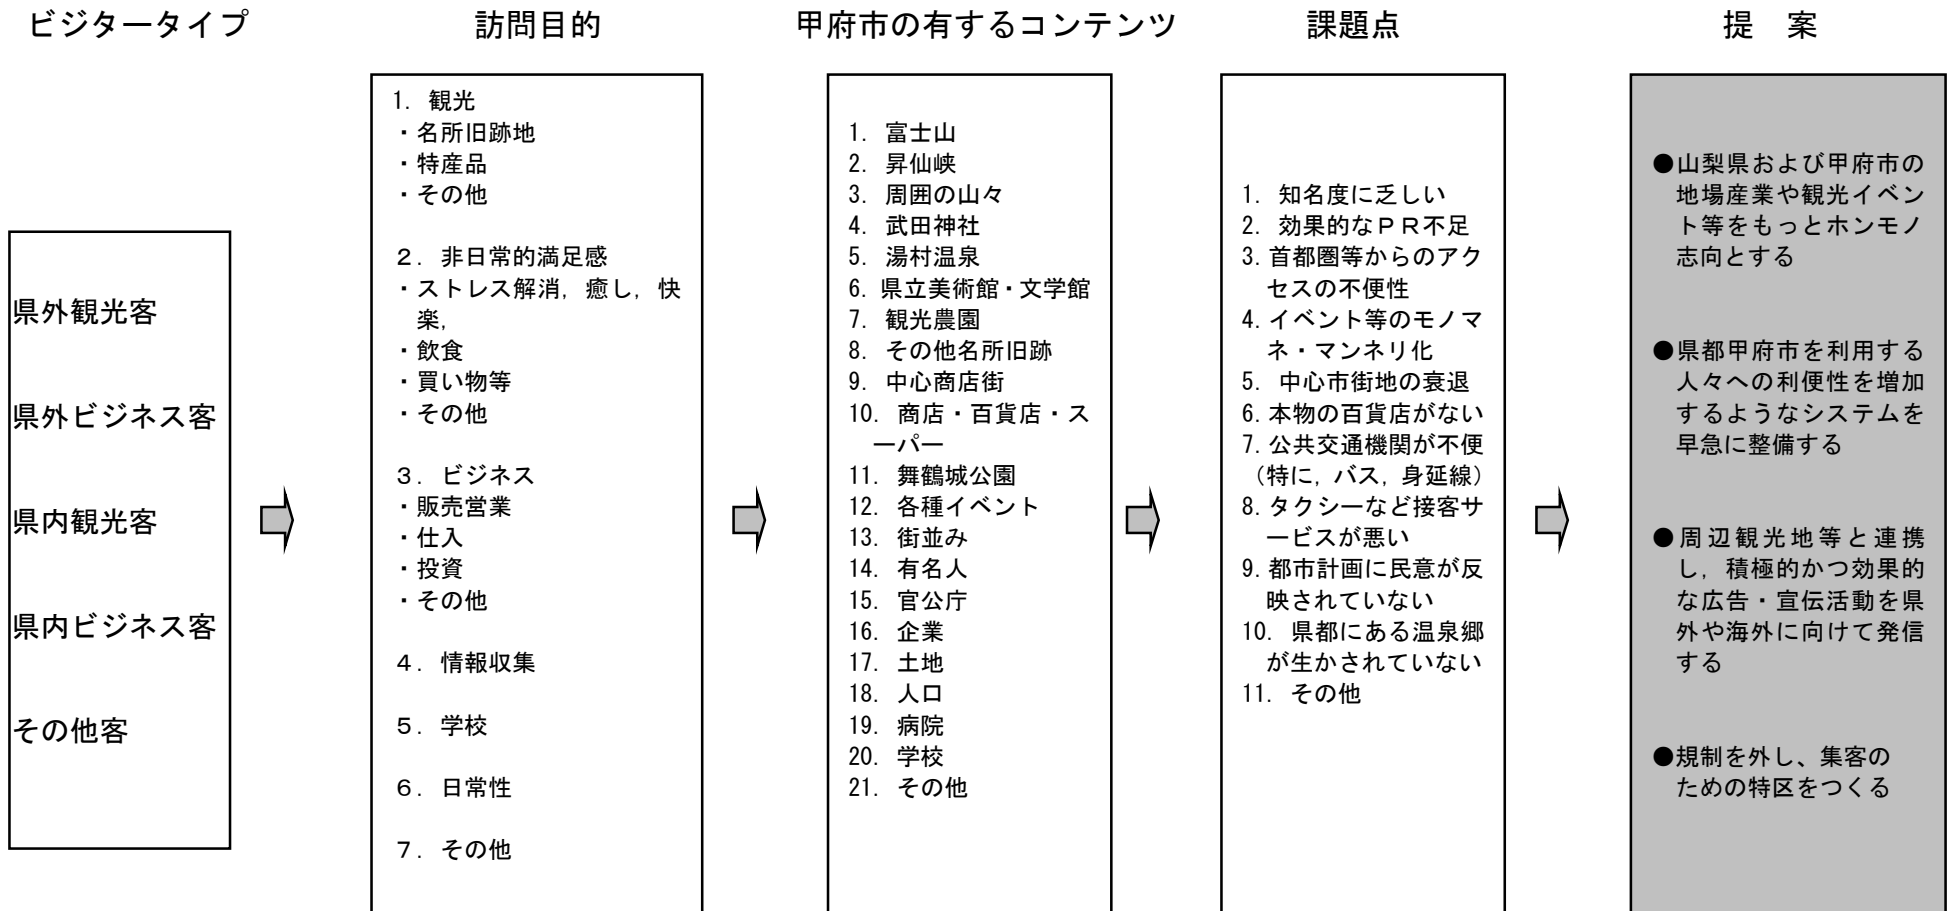 ビジタータイプ
訪問目的
甲府市の有するコンテンツ
課題点
提　案
県外観光客
県外ビジネス客
県内観光客
県内ビジネス客
その他客
1. 観光
・名所旧跡地
・特産品
・その他
２. 非日常的満足感
・ストレス解消, 癒し, 快
楽,
・飲食
・買い物等
・その他
３. ビジネス
・販売営業
・仕入
・投資
・その他
４. 情報収集
５. 学校
６. 日常性
７. その他
1. 富士山
2. 昇仙峡
3. 周囲の山々
4. 武田神社
5. 湯村温泉
6. 県立美術館・文学館
7. 観光農園
8. その他名所旧跡
9. 中心商店街
10. 商店・百貨店・ス
ーパー
11. 舞鶴城公園
12. 各種イベント
13. 街並み
14. 有名人
15. 官公庁
16. 企業
17. 土地
18. 人口
19. 病院
20. 学校
21. その他
1. 知名度に乏しい
2. 効果的なＰＲ不足
3. 首都圏等からのアク
セスの不便性
4. イベント等のモノマ
ネ・マンネリ化
5. 中心市街地の衰退
6. 本物の百貨店がない
7. 公共交通機関が不便
（特に, バス, 身延線）
8. タクシーなど接客サ
ービスが悪い
9. 都市計画に民意が反
映されていない
10. 県都にある温泉郷
が生かされていない
11. その他
●山梨県および甲府市の
地場産業や観光イベン
ト等をもっとホンモノ
志向とする
●県都甲府市を利用する
人々への利便性を増加
するようなシステムを
早急に整備する
●周辺観光地等と連携
し, 積極的かつ効果的
な広告・宣伝活動を県
外や海外に向けて発信
する
●規制を外し、集客の
ための特区をつくる